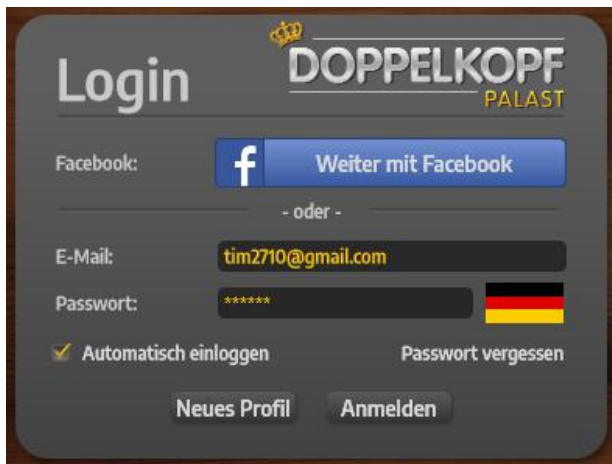 Login
DOPPELKOPF
PALAST
Facebook: f Weiter mit Facebook
- oder -
E-Mail: tim2710@gmail.com
Passwort: ******
Automatisch einloggen Passwort vergessen
Neues Profil Anmelden